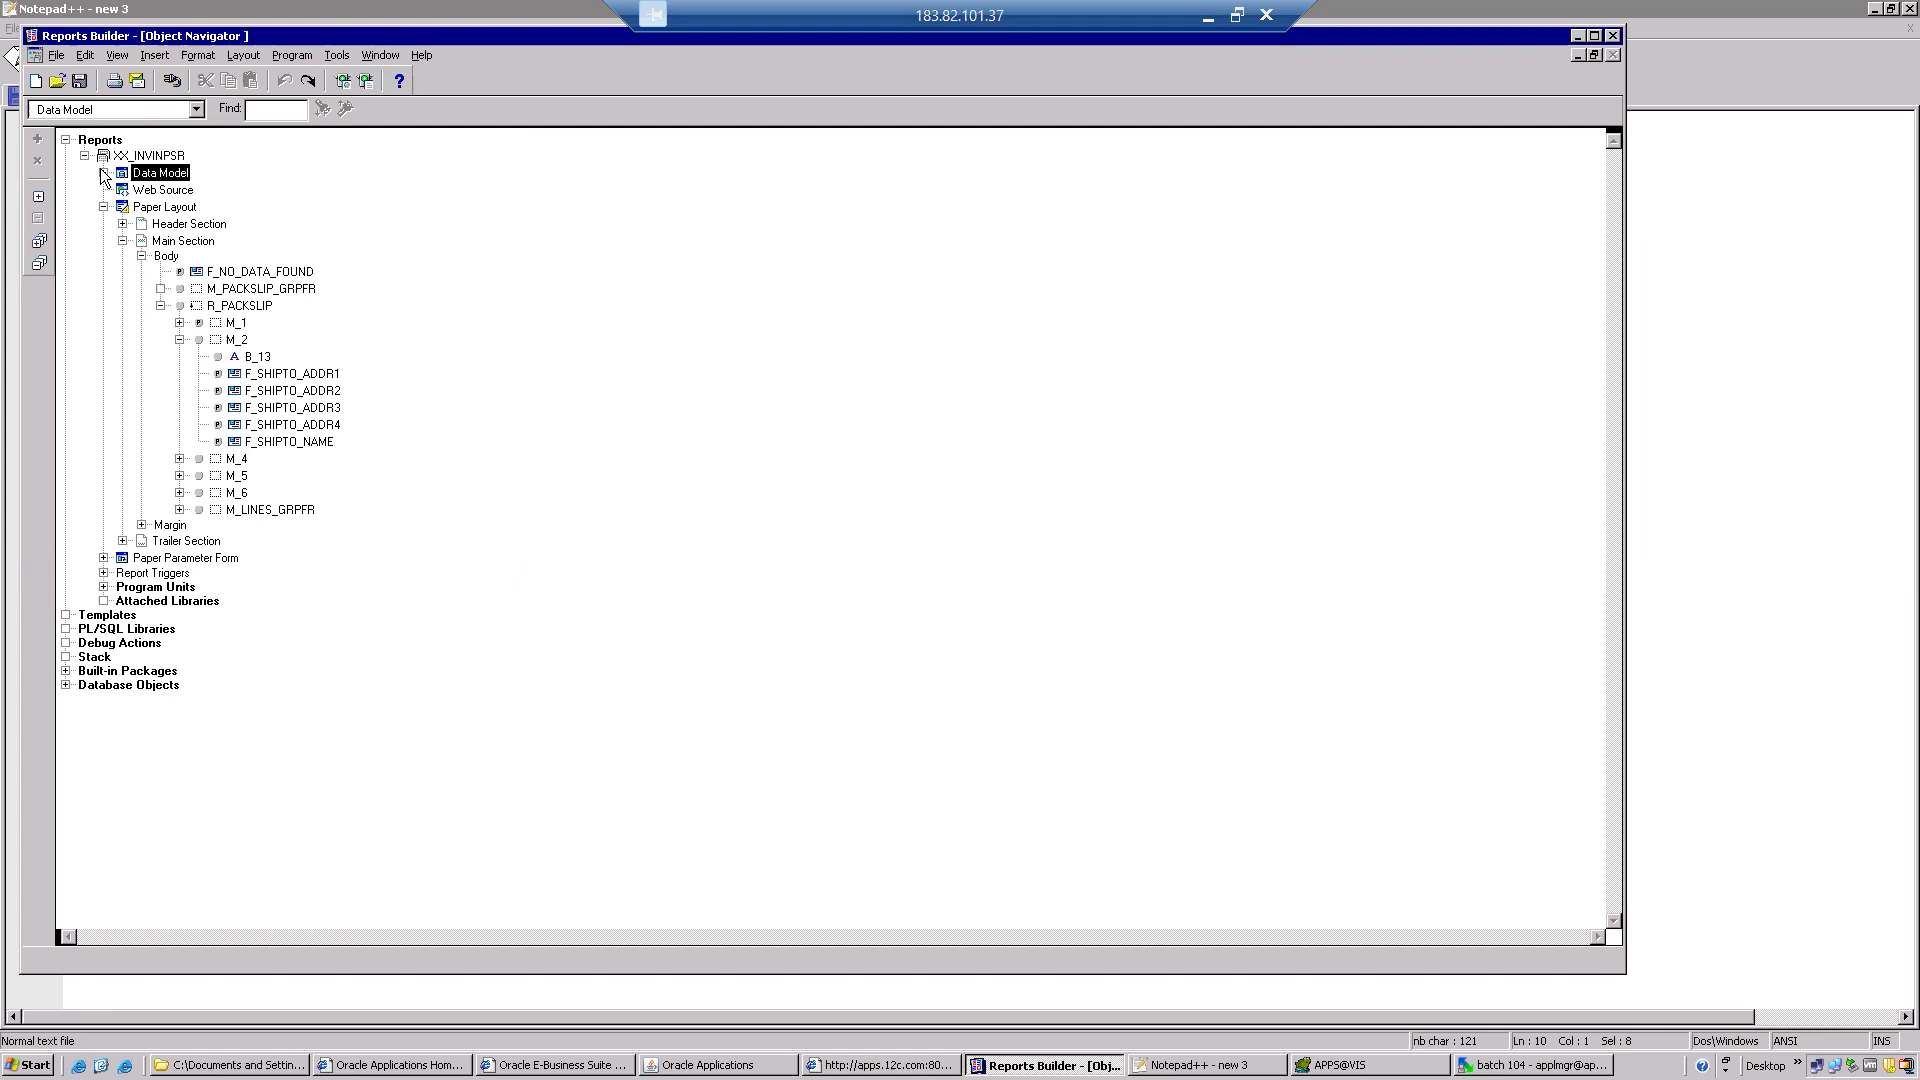 Notepad++ - new 3
183.82.101.37
Reports Builder - [Object Navigator ]
File Edit View Insert Format Layout Program Tools Window Help
Data Model
Find:
Reports
XX_INVINPSR
Data Model
Web Source
Paper Layout
Header Section
Main Section
Body
F_NO_DATA_FOUND
M_PACKSLIP_GRPFR
R_PACKSLIP
M_1
M_2
B_13
F_SHIPTO_ADDR1
F_SHIPTO_ADDR2
F_SHIPTO_ADDR3
F_SHIPTO_ADDR4
F_SHIPTO_NAME
M_4
M_5
M_6
M_LINES_GRPFR
Margin
Trailer Section
Paper Parameter Form
Report Triggers
Program Units
Attached Libraries
Templates
PL/SQL Libraries
Debug Actions
Stack
Built-in Packages
Database Objects
Normal text file
nb char : 121
Ln : 10 Col : 1 Sel : 8
Dos\Windows
ANSI
INS
Start
C:\Documents and Settin...
Oracle Applications Hom...
Oracle E-Business Suite ...
Oracle Applications
http://apps.12c.com:80...
Reports Builder - [Obj...
Notepad++ - new 3
APPS@VIS
batch 104 - applmgr@ap...
Desktop